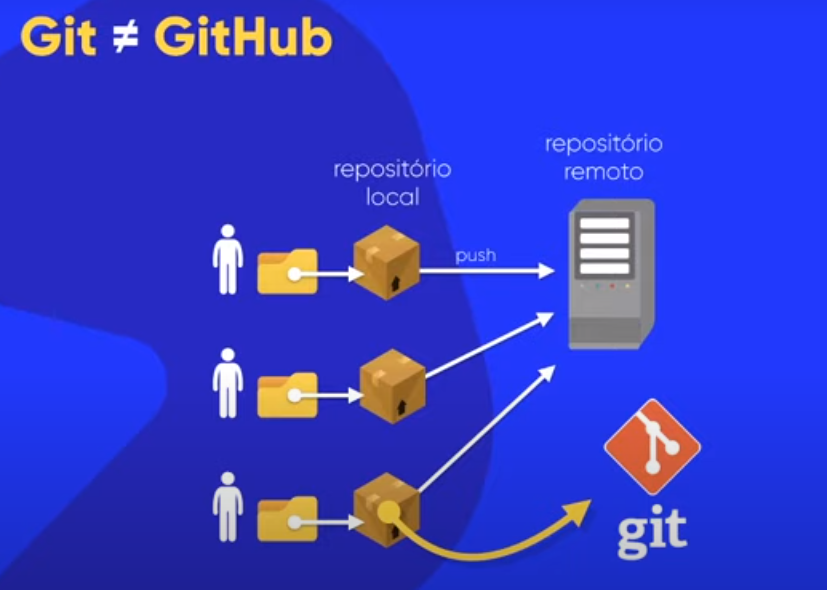 Git ≠ GitHub
repositório
local
repositório
remoto
push
git